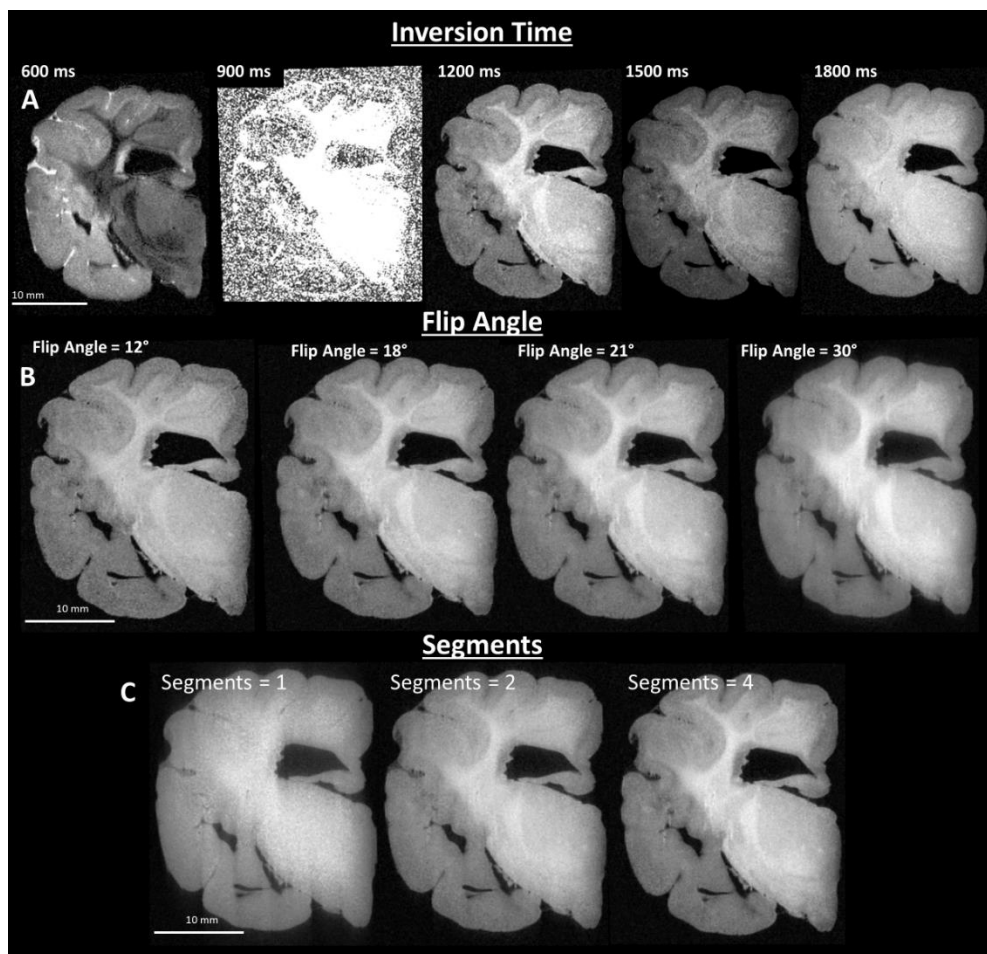 Inversion Time
600 ms
900 ms
1200 ms
1500 ms
1800 ms
A
10 mm
Flip Angle
Flip Angle = 12°
Flip Angle = 18°
Flip Angle = 21°
Flip Angle = 30°
B
10 mm
Segments
C
Segments = 1
Segments = 2
Segments = 4
10 mm